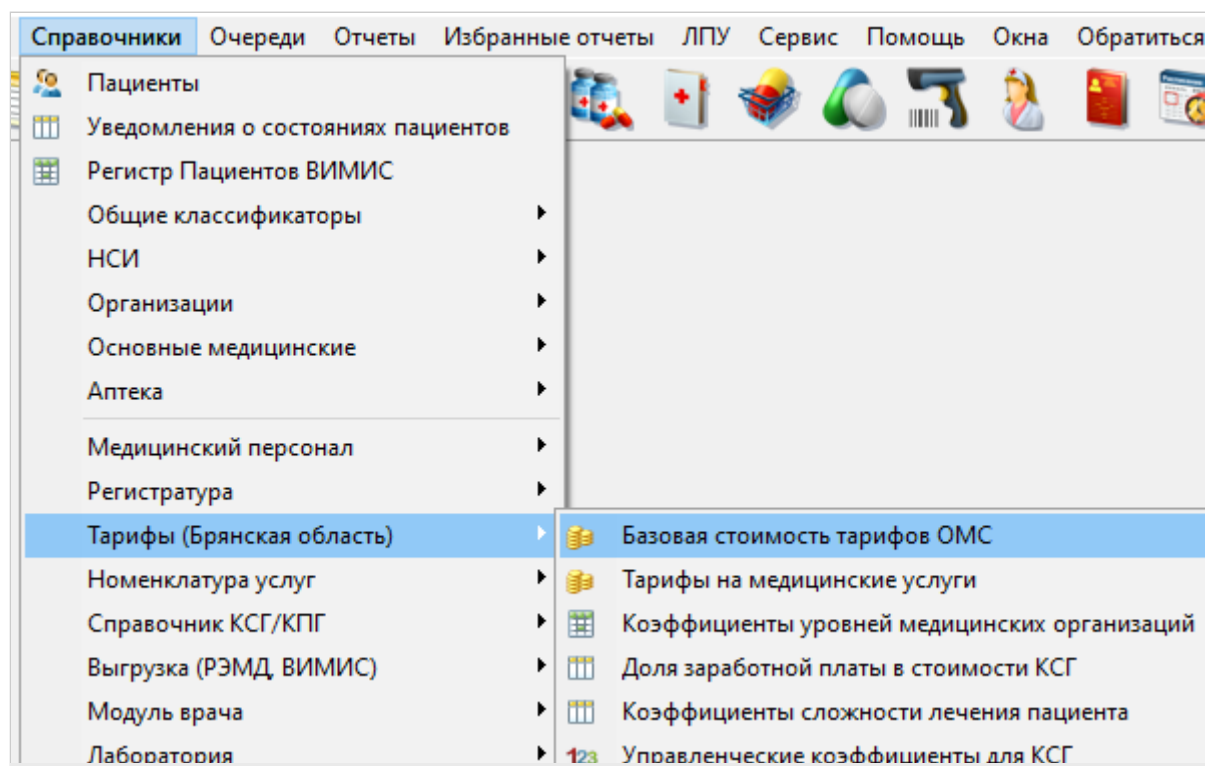 Справочники Очереди Отчеты Избранные отчеты ЛПУ Сервис Помощь Окна Обратиться
Пациенты
Уведомления о состояниях пациентов
Регистр Пациентов ВИМИС
Общие классификаторы
НСИ
Организации
Основные медицинские
Аптека
Медицинский персонал
Регистратура
Тарифы (Брянская область)
Номенклатура услуг
Справочник КСГ/КПГ
Выгрузка (РЭМД, ВИМИС)
Модуль врача
Лаборатория
Базовая стоимость тарифов ОМС
Тарифы на медицинские услуги
Коэффициенты уровней медицинских организаций
Доля заработной платы в стоимости КСГ
Коэффициенты сложности лечения пациента
123 Управленческие коэффициенты для КСГ